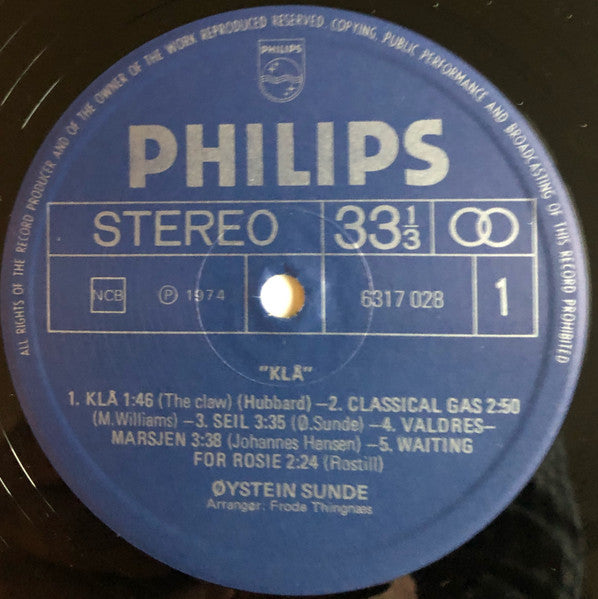 ALL RIGHTS OF THE RECORD PRODUCER AND OF THE OWNER OF THE WORK REPRODUCED RESERVED. COPYING, PUBLIC PERFORMANCE AND BROADCASTING OF THIS RECORD PROHIBITED
PHILIPS
PHILIPS
STEREO 33 1/3
NCB Ⓟ 1974 6317 028 1
"KLÅ"
1. KLÅ 1:46 (The claw) (Hubbard) –2. CLASSICAL GAS 2:50
(M.Williams) –3. SEIL 3:35 (Ø.Sunde) –4. VALDRES–
MARSJEN 3:38 (Johannes Hansen) –5. WAITING
FOR ROSIE 2:24 (Rostill)
ØYSTEIN SUNDE
Arrangør: Frode Thingnæs